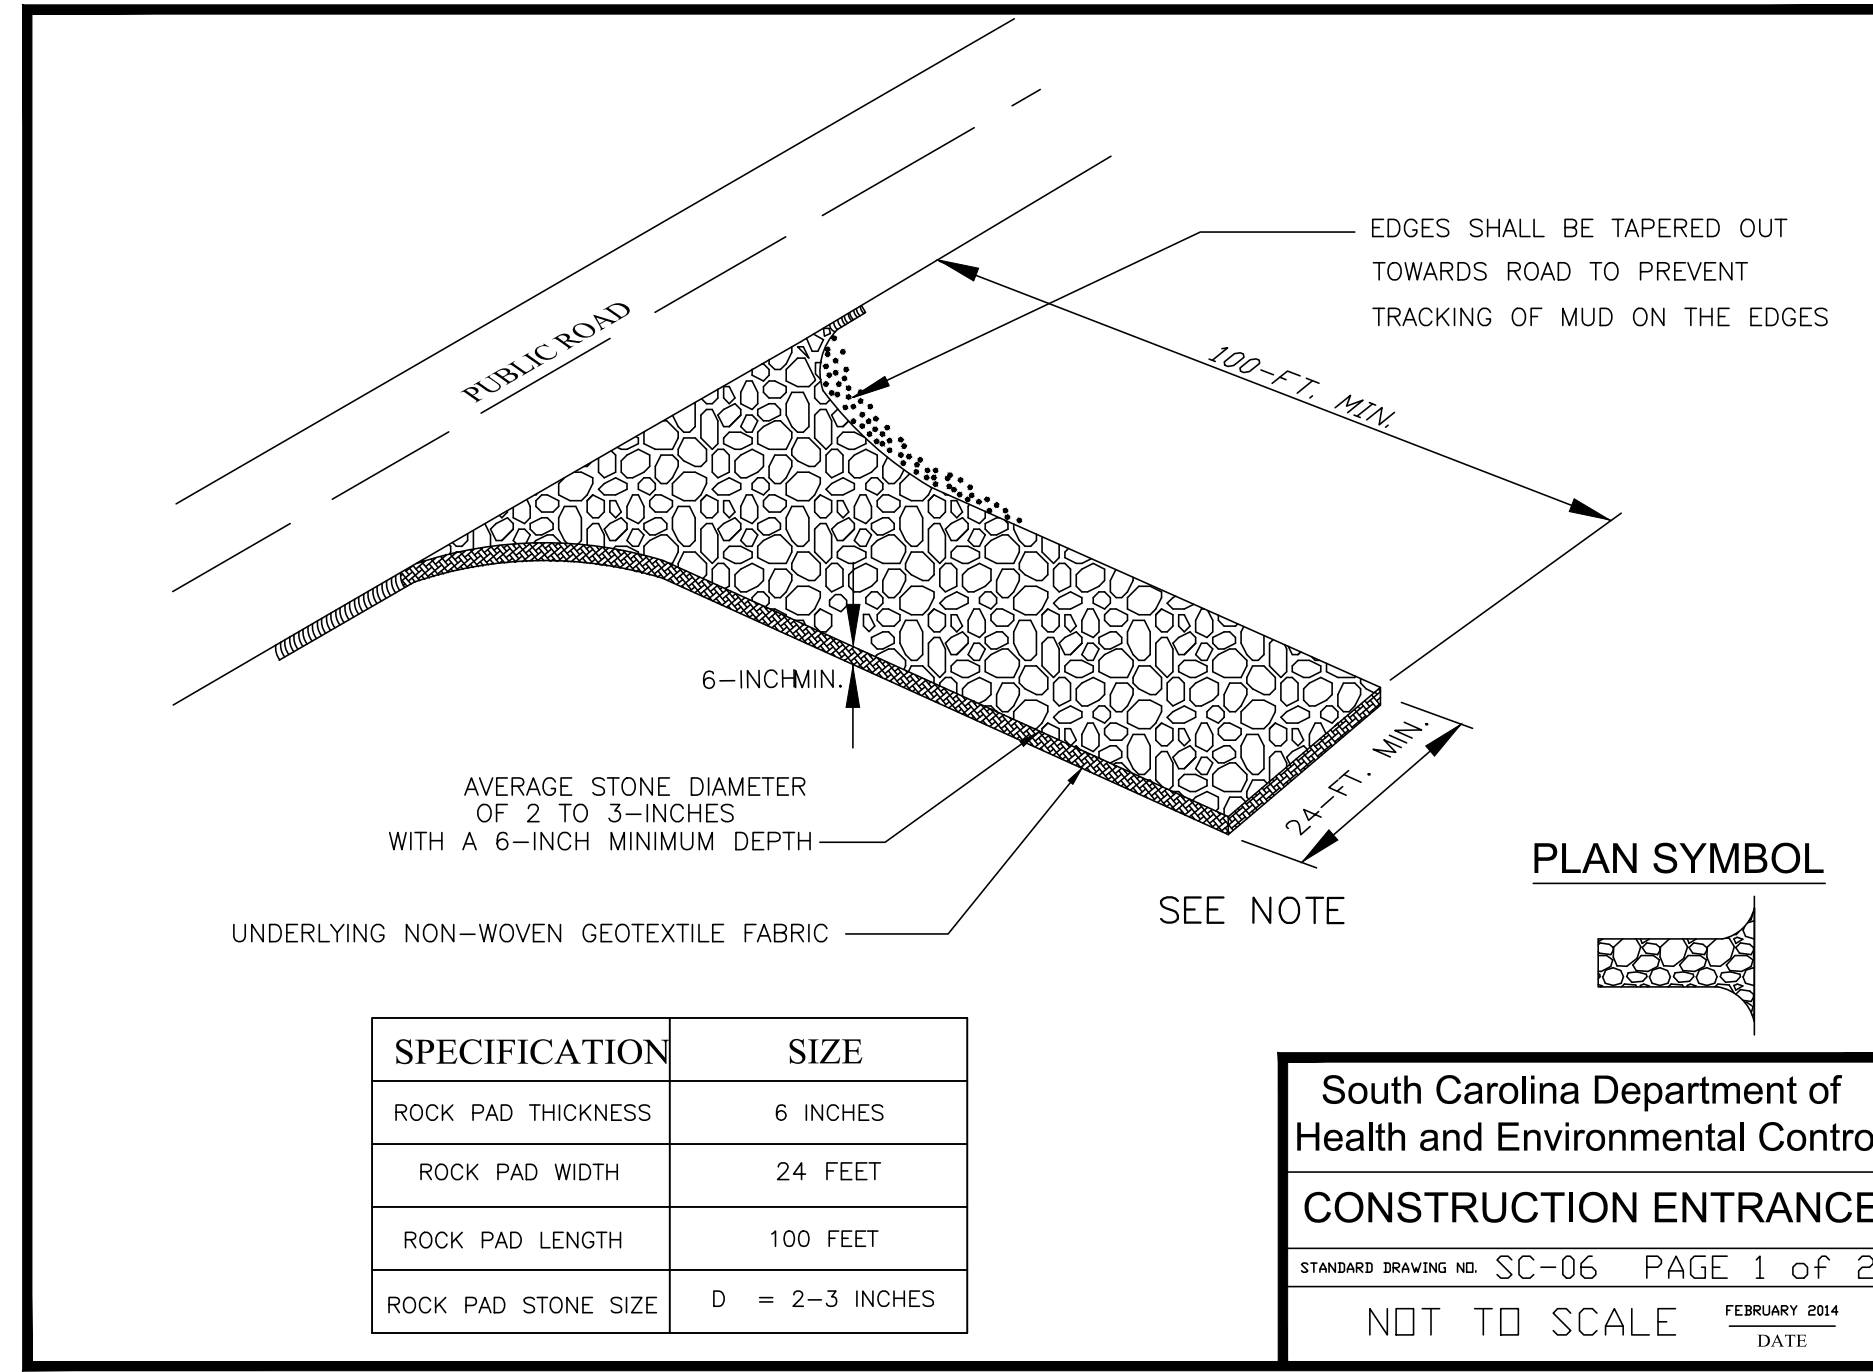 PUBLIC ROAD
EDGES SHALL BE TAPERED OUT
TOWARDS ROAD TO PREVENT
TRACKING OF MUD ON THE EDGES
100-FT. MIN.
6-INCHMIN.
24-FT. MIN.
AVERAGE STONE DIAMETER
OF 2 TO 3-INCHES
WITH A 6-INCH MINIMUM DEPTH
UNDERLYING NON-WOVEN GEOTEXTILE FABRIC
SEE NOTE
PLAN SYMBOL
SPECIFICATION SIZE
ROCK PAD THICKNESS 6 INCHES
ROCK PAD WIDTH 24 FEET
ROCK PAD LENGTH 100 FEET
ROCK PAD STONE SIZE D = 2-3 INCHES
South Carolina Department of
Health and Environmental Contro
CONSTRUCTION ENTRANCE
STANDARD DRAWING NO. SC-06 PAGE 1 of 2
NOT TO SCALE FEBRUARY 2014
DATE